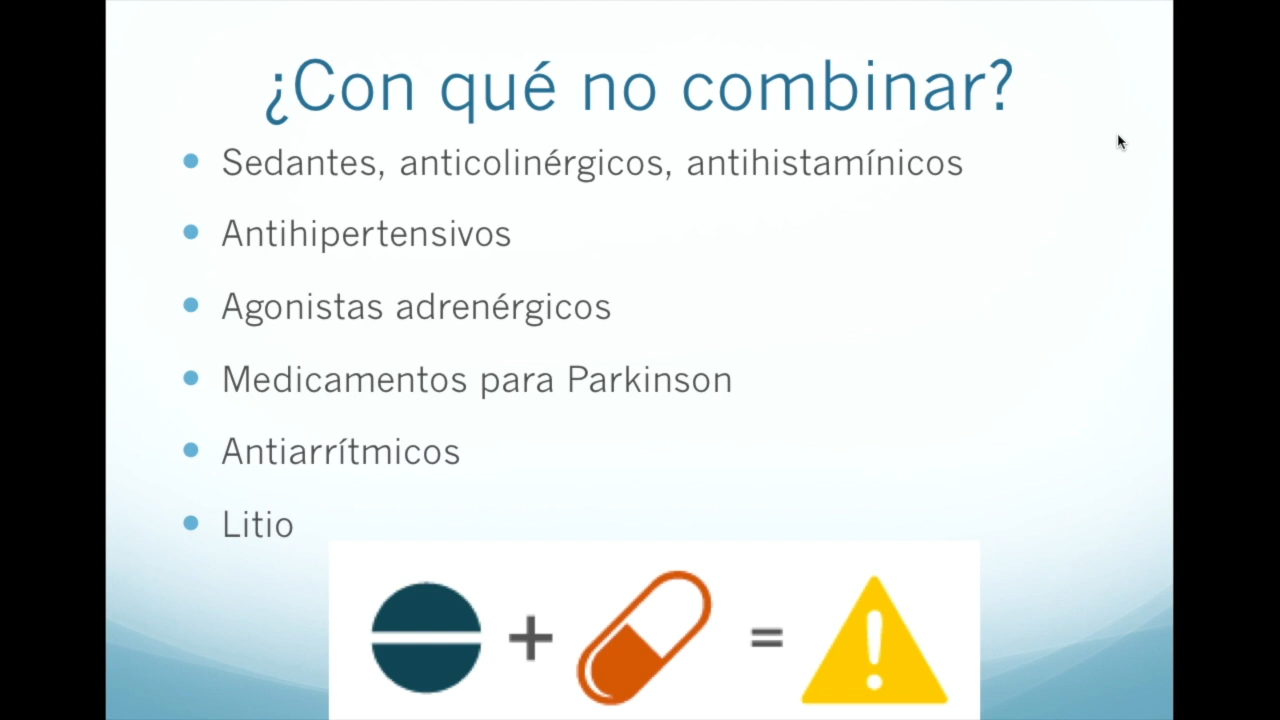 ¿Con qué no combinar?
Sedantes, anticolinérgicos, antihistamínicos
Antihipertensivos
Agonistas adrenérgicos
Medicamentos para Parkinson
Antiarrítmicos
Litio
+ =
!